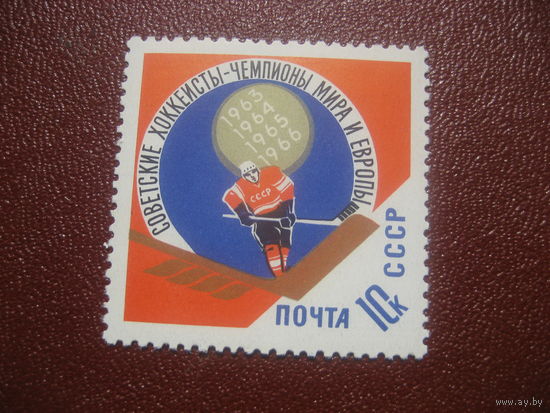 СОВЕТСКИЕ ХОККЕИСТЫ-ЧЕМПИОНЫ МИРА И ЕВРОПЫ
1963
1964
1965
1966
СССР
ПОЧТА 10к СССР
www.ay.by